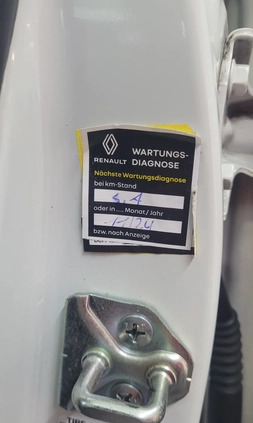 RENAULT
WARTUNGS-
DIAGNOSE
Nächste Wartungsdiagnose
bei km-Stand
oder in .... Monat / Jahr
bzw. nach Anzeige